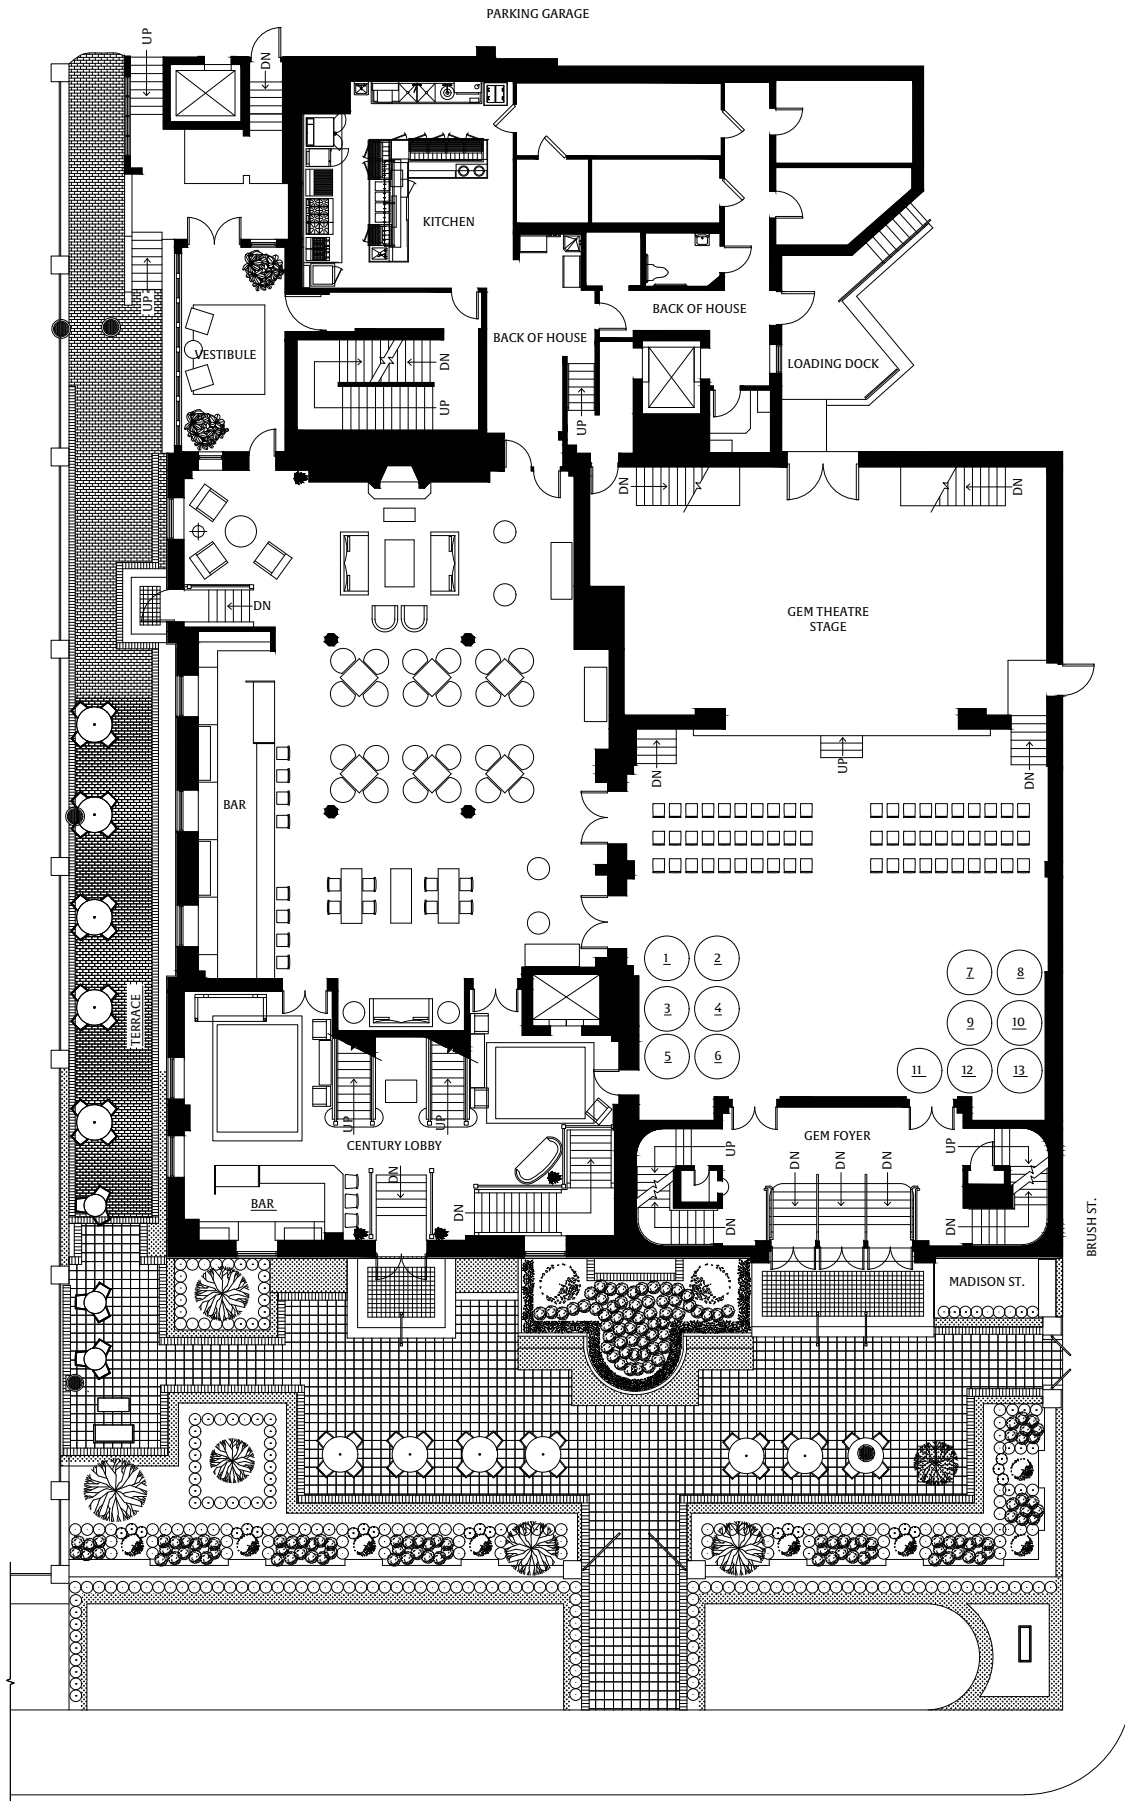 PARKING GARAGE
UP
DN
KITCHEN
UP
VESTIBULE
BACK OF HOUSE
BACK OF HOUSE
LOADING DOCK
DN
UP
UP
DN
DN
DN
GEM THEATRE
STAGE
DN
UP
DN
BAR
1
2
3
4
5
6
7
8
9
10
11
12
13
TERRACE
UP
UP
CENTURY LOBBY
GEM FOYER
UP
DN
DN
DN
UP
DN
BAR
DN
DN
DN
BRUSH ST.
MADISON ST.